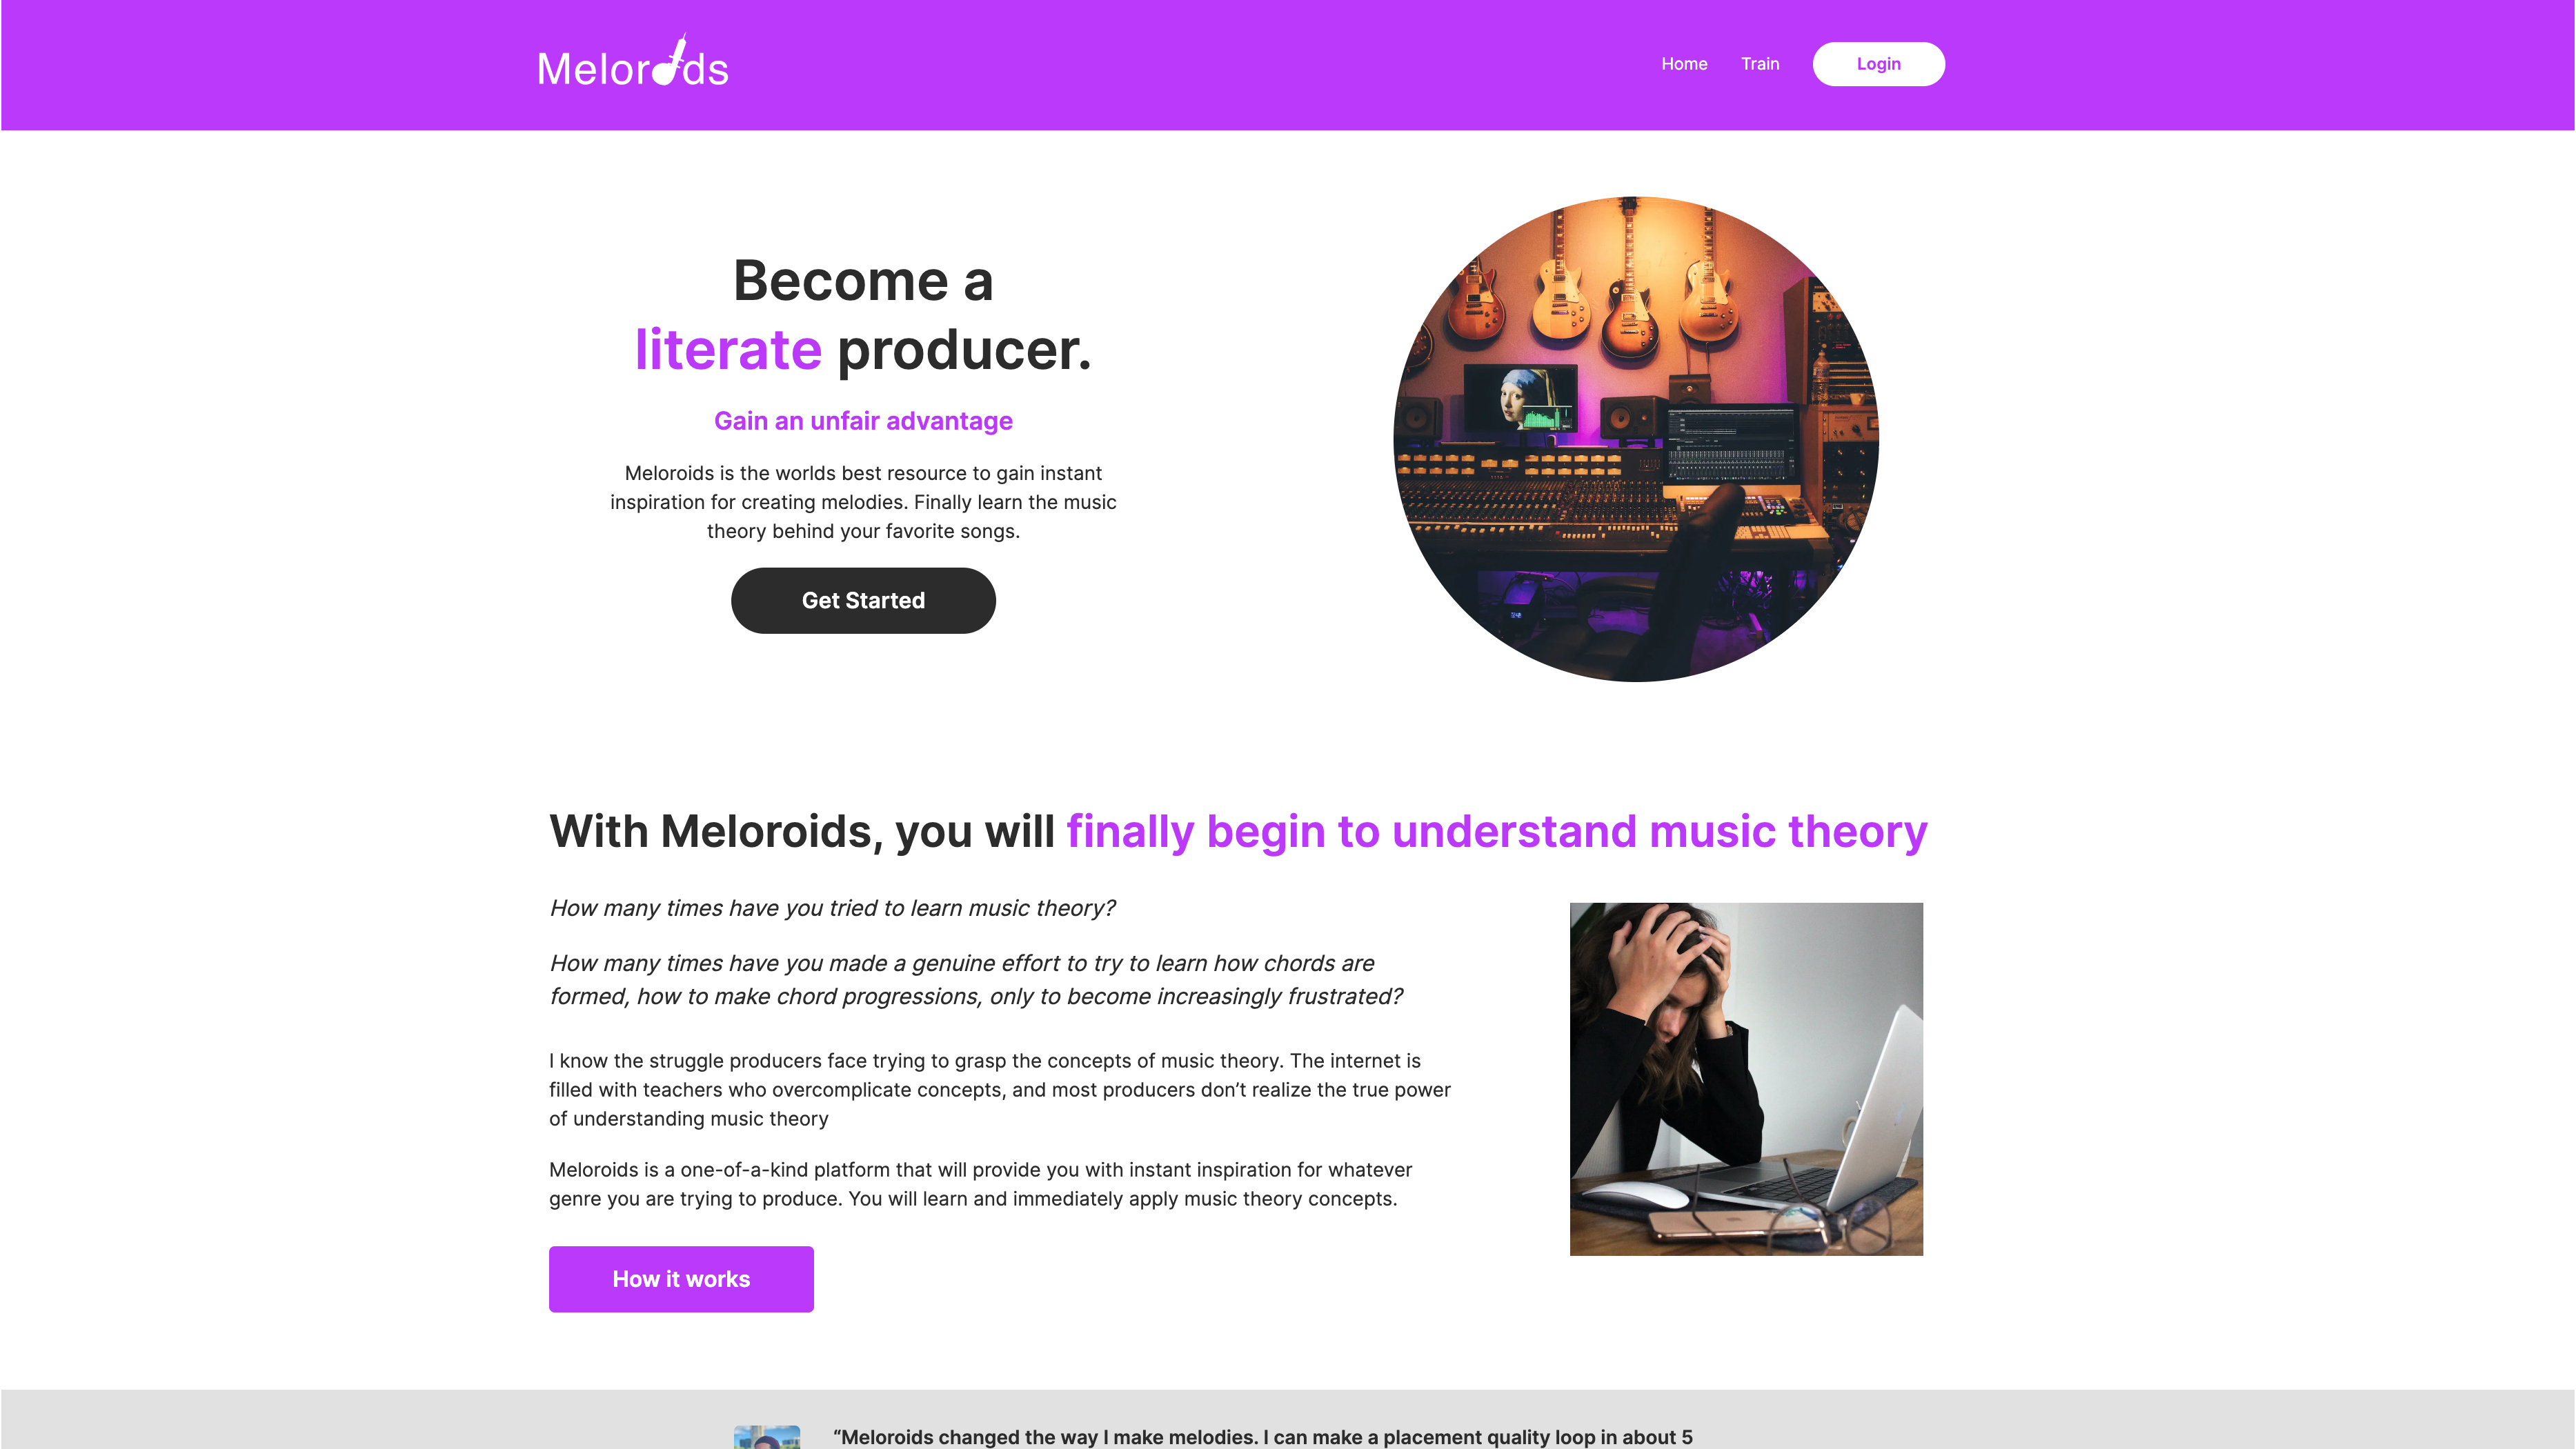 Meloroids
Home
Train
Login
Become a
literate producer.
Gain an unfair advantage
Meloroids is the worlds best resource to gain instant
inspiration for creating melodies. Finally learn the music
theory behind your favorite songs.
Get Started
With Meloroids, you will finally begin to understand music theory
How many times have you tried to learn music theory?
How many times have you made a genuine effort to try to learn how chords are
formed, how to make chord progressions, only to become increasingly frustrated?
I know the struggle producers face trying to grasp the concepts of music theory. The internet is
filled with teachers who overcomplicate concepts, and most producers don’t realize the true power
of understanding music theory
Meloroids is a one-of-a-kind platform that will provide you with instant inspiration for whatever
genre you are trying to produce. You will learn and immediately apply music theory concepts.
How it works
“Meloroids changed the way I make melodies. I can make a placement quality loop in about 5